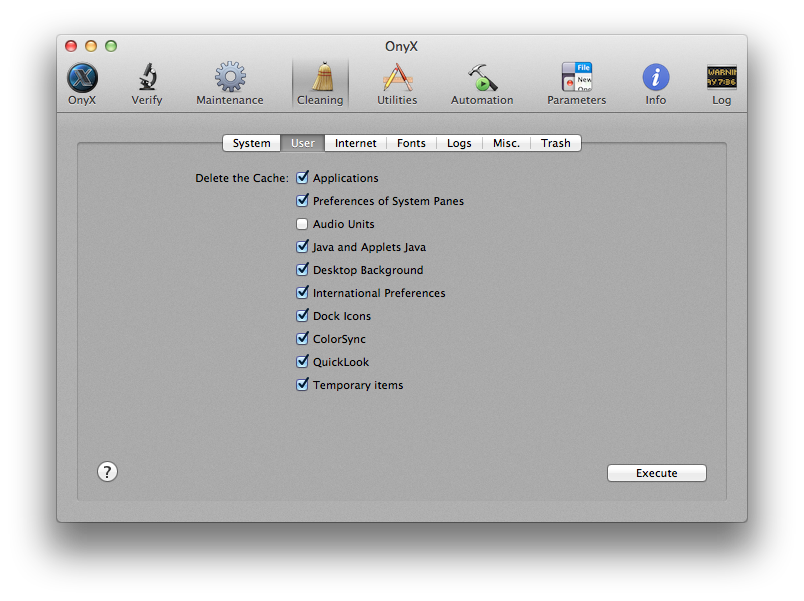 OnyX
OnyX Verify Maintenance Cleaning Utilities Automation Parameters Info Log
File
New
WARNIN
AY 7:36
System User Internet Fonts Logs Misc. Trash
Delete the Cache: Applications
Preferences of System Panes
Audio Units
Java and Applets Java
Desktop Background
International Preferences
Dock Icons
ColorSync
QuickLook
Temporary items
? Execute